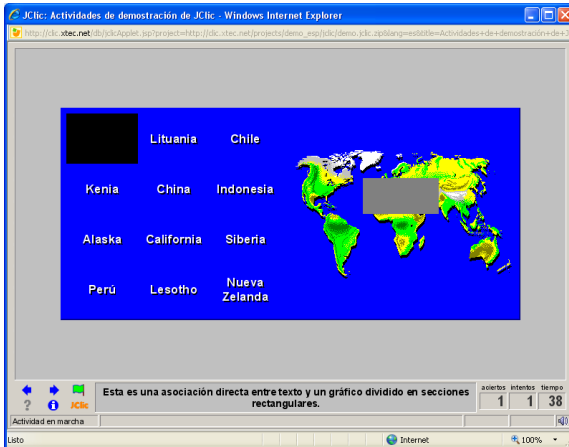 JClic: Actividades de demostración de JClic - Windows Internet Explorer
http://clic.xtec.net/db/jclicApplet.jsp?project=http://clic.xtec.net/projects/demo_esp/jclic/demo.jclic.zip&lang=es&title=Actividades+de+demostración+de+J
Lituania Chile
Kenia China Indonesia
Alaska California Siberia
Perú Lesotho Nueva
Zelanda
Esta es una asociación directa entre texto y un gráfico dividido en secciones
rectangulares.
aciertos intentos tiempo
1 1 38
JClic
Actividad en marcha
Listo Internet 100%